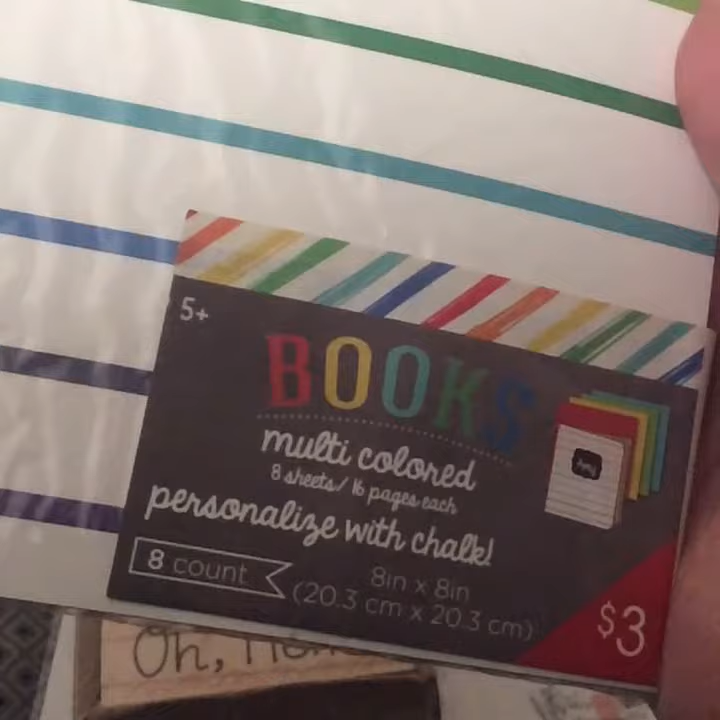 5+
BOOKS
multi colored
8 sheets/ 16 pages each
personalize with chalk!
8 count
8in x 8in
(20.3 cm x 20.3 cm)
$3
Oh,